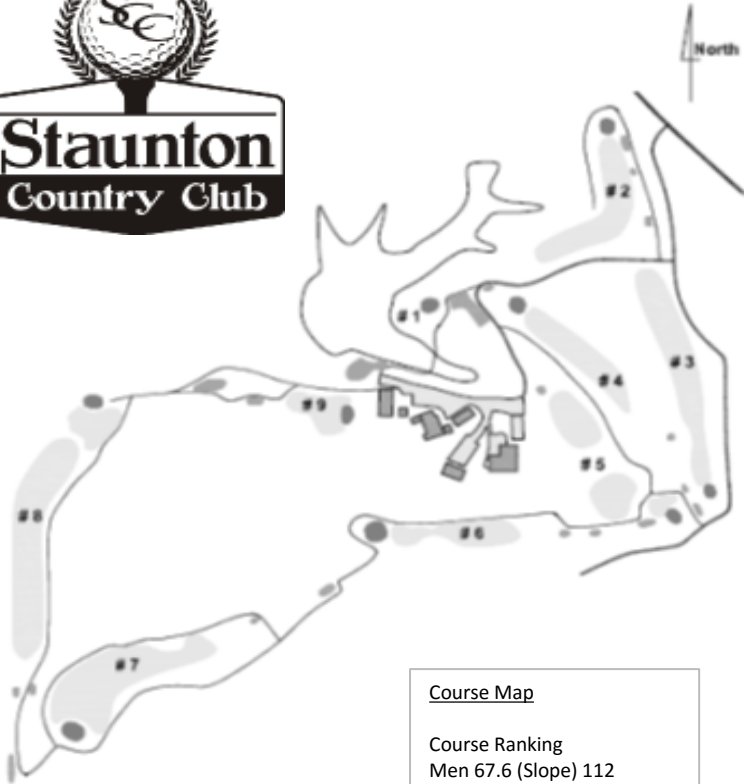 SCC
Staunton
Country Club
North
# 2
# 1
# 3
# 4
# 9
# 5
# 8
# 6
# 7
Course Map
Course Ranking
Men 67.6 (Slope) 112